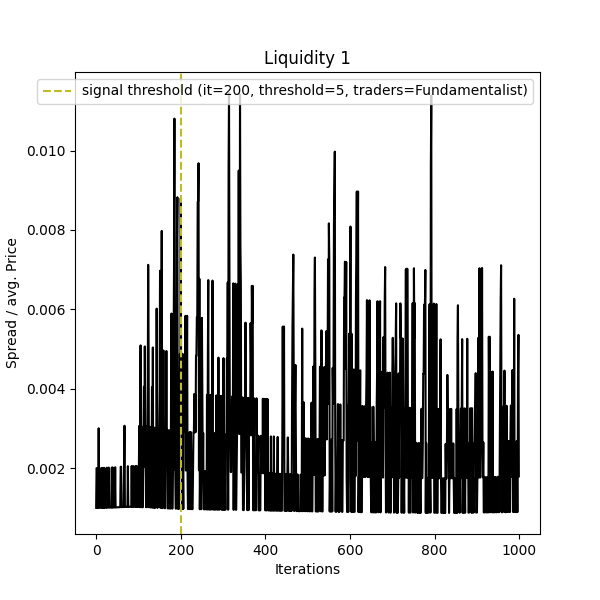 Liquidity 1
signal threshold (it=200, threshold=5, traders=Fundamentalist)
Spread / avg. Price
0.010
0.008
0.006
0.004
0.002
0 200 400 600 800 1000
Iterations